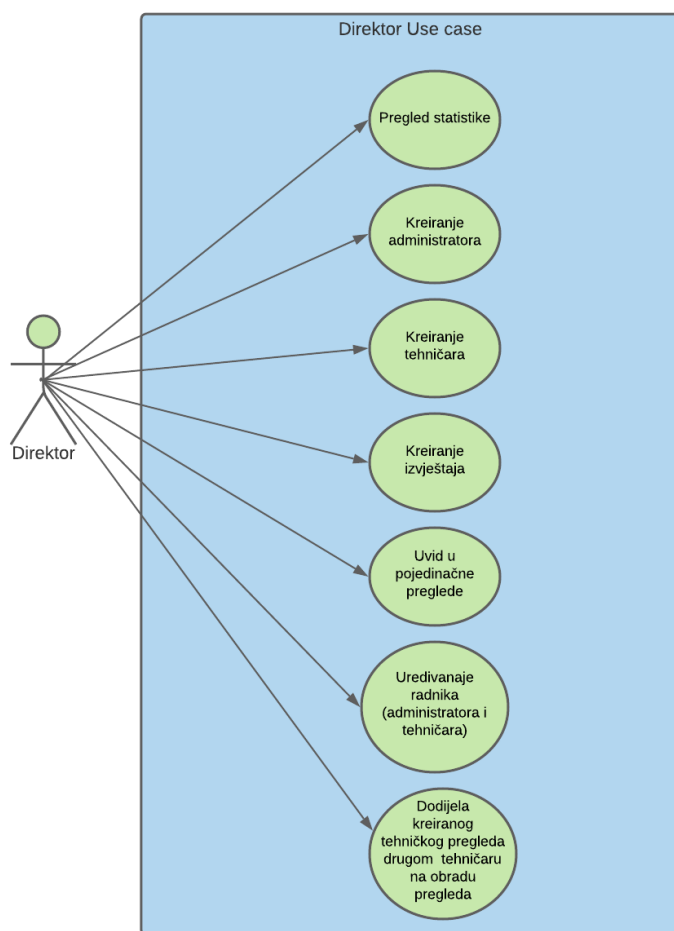 Direktor Use case
Pregled statistike
Kreiranje
administratora
Kreiranje
tehničara
Kreiranje
izvještaja
Direktor
Uvid u
pojedinačne
preglede
Uređivanaje
radnika
(administratora i
tehničara)
Dodijela
kreiranog
tehničkog pregleda
drugom tehničaru
na obradu
pregleda